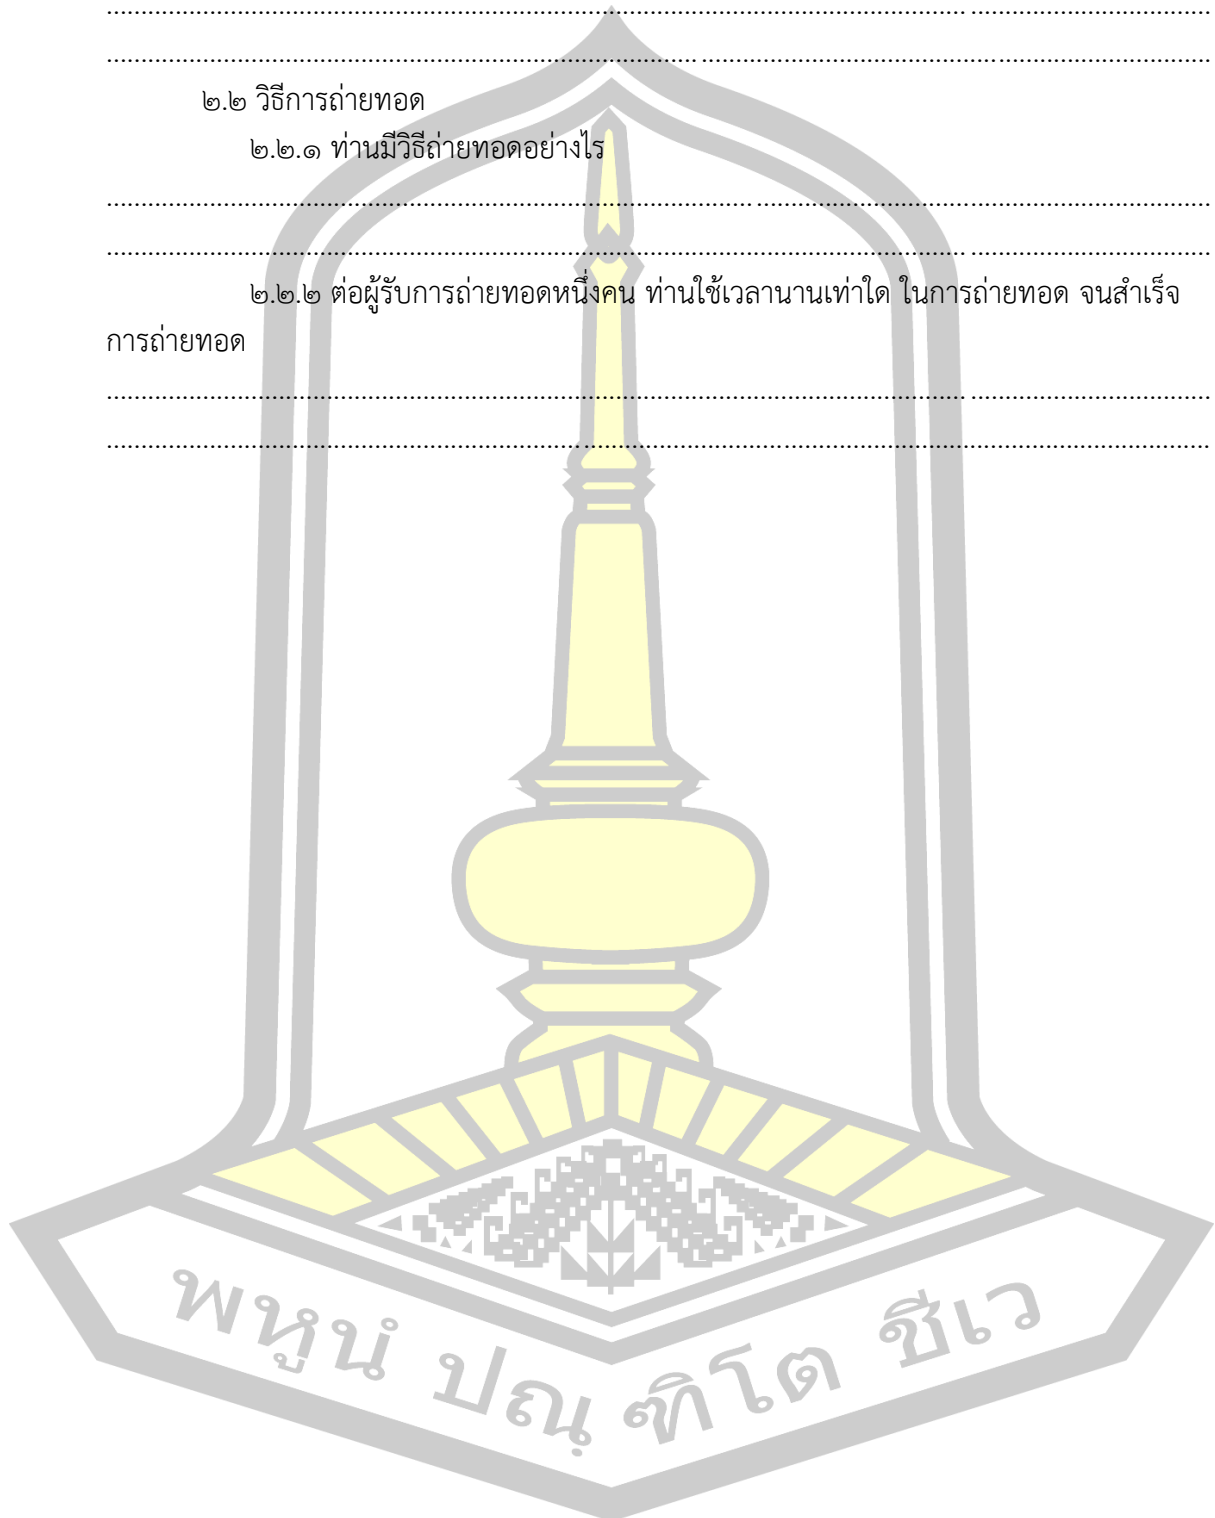 ........................................................................................................................................................
........................................................................................................................................................
๒.๒ วิธีการถ่ายทอด
๒.๒.๑ ท่านมีวิธีถ่ายทอดอย่างไร
........................................................................................................................................................
........................................................................................................................................................
๒.๒.๒ ต่อผู้รับการถ่ายทอดหนึ่งคน ท่านใช้เวลานานเท่าใด ในการถ่ายทอด จนสำเร็จ
การถ่ายทอด
........................................................................................................................................................
........................................................................................................................................................
พหูนํ ปณฺฑิโต ชีเว